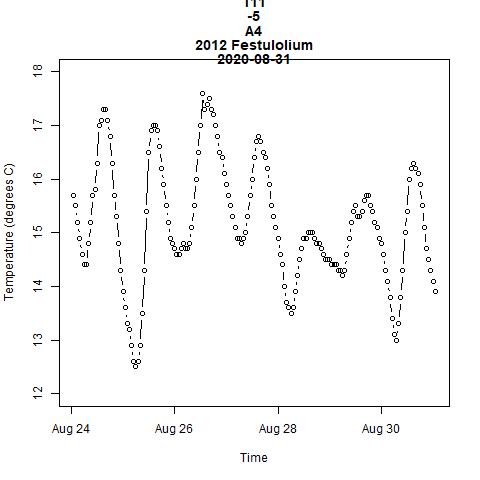 -5
A4
2012 Festulolium
2020-08-31
Temperature (degrees C)
18
17
16
15
14
13
12
Aug 24
Aug 26
Aug 28
Aug 30
Time